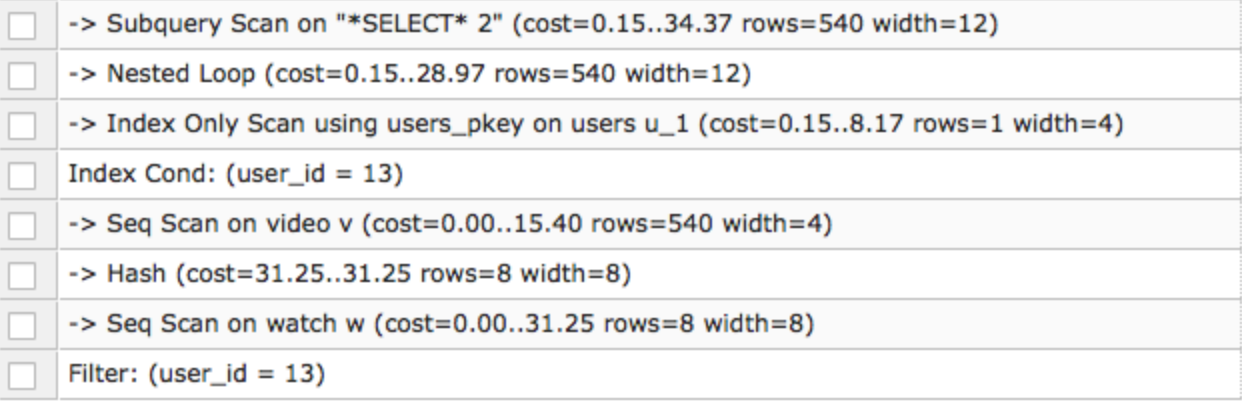 -> Subquery Scan on "*SELECT* 2" (cost=0.15..34.37 rows=540 width=12)
-> Nested Loop (cost=0.15..28.97 rows=540 width=12)
-> Index Only Scan using users_pkey on users u_1 (cost=0.15..8.17 rows=1 width=4)
Index Cond: (user_id = 13)
-> Seq Scan on video v (cost=0.00..15.40 rows=540 width=4)
-> Hash (cost=31.25..31.25 rows=8 width=8)
-> Seq Scan on watch w (cost=0.00..31.25 rows=8 width=8)
Filter: (user_id = 13)